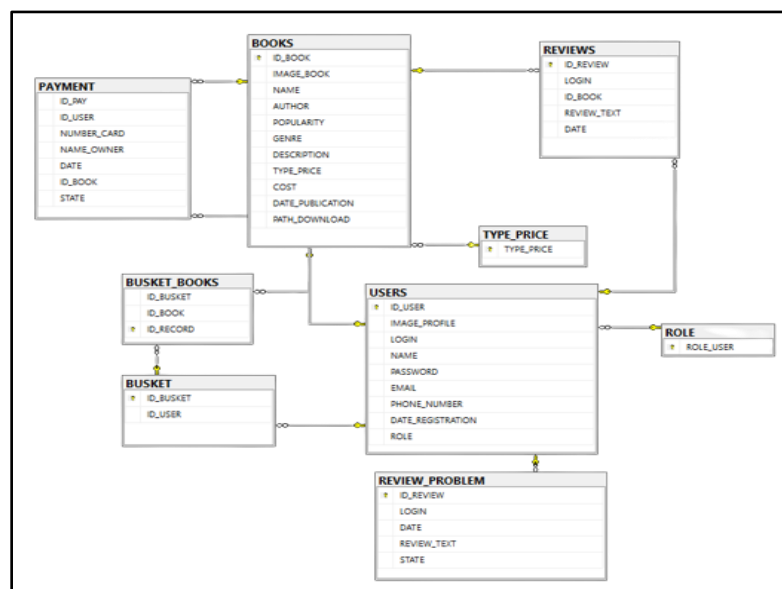 BOOKS
ID_BOOK
IMAGE_BOOK
NAME
AUTHOR
POPULARITY
GENRE
DESCRIPTION
TYPE_PRICE
COST
DATE_PUBLICATION
PATH_DOWNLOAD
REVIEWS
ID_REVIEW
LOGIN
ID_BOOK
REVIEW_TEXT
DATE
PAYMENT
ID_PAY
ID_USER
NUMBER_CARD
NAME_OWNER
DATE
ID_BOOK
STATE
TYPE_PRICE
TYPE_PRICE
BUSKET_BOOKS
ID_BUSKET
ID_BOOK
ID_RECORD
USERS
ID_USER
IMAGE_PROFILE
LOGIN
NAME
PASSWORD
EMAIL
PHONE_NUMBER
DATE_REGISTRATION
ROLE
ROLE
ROLE_USER
BUSKET
ID_BUSKET
ID_USER
REVIEW_PROBLEM
ID_REVIEW
LOGIN
DATE
REVIEW_TEXT
STATE